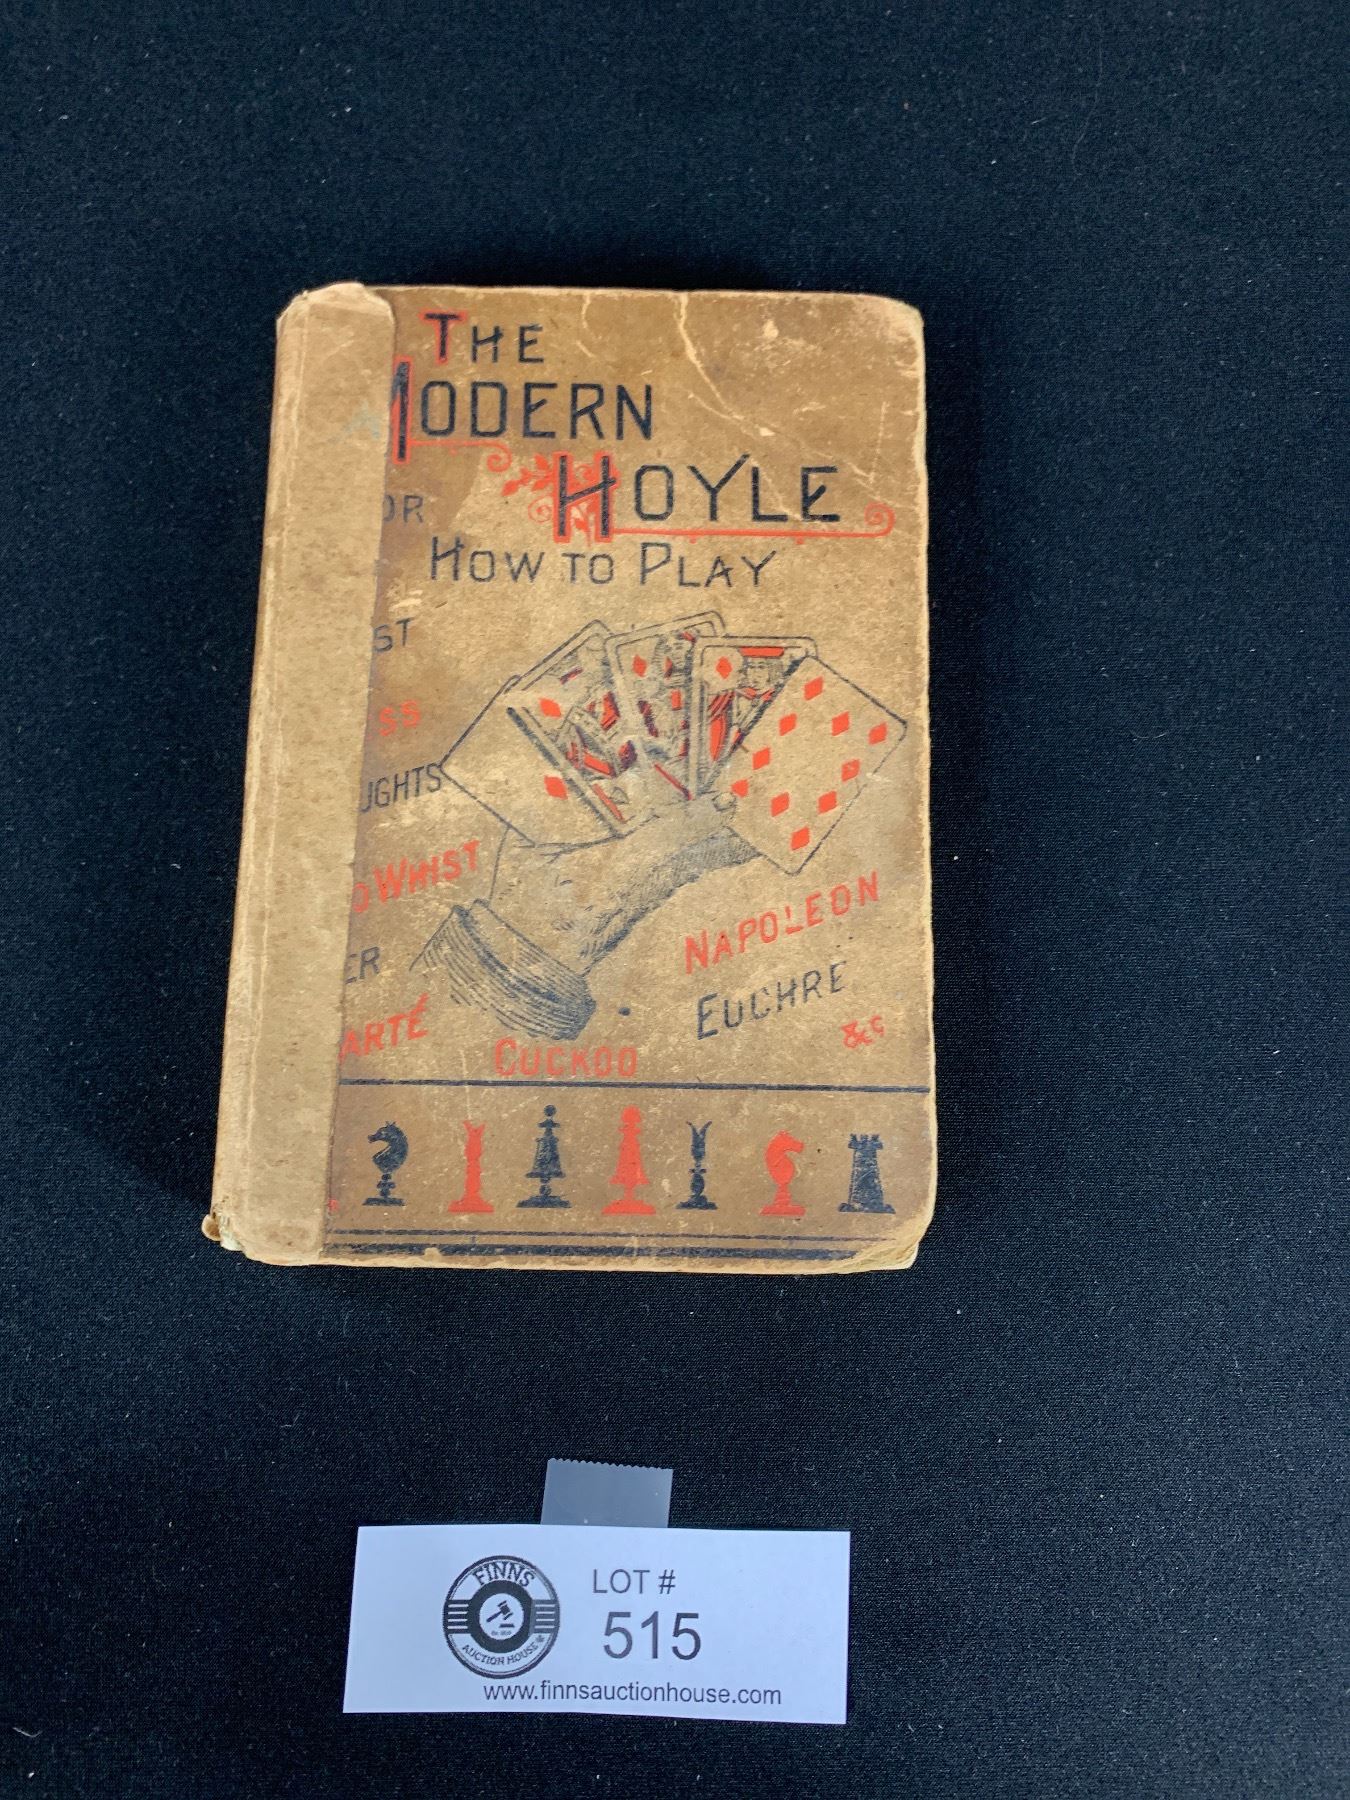 THE
MODERN
HOYLE
OR
HOW TO PLAY
ST
SS
UGHTS
O WHIST
ER
ARTÉ
CUCKOO
NAPOLEON
EUCHRE
&c
FINNS
AUCTION HOUSE
LOT #
515
www.finnsauctionhouse.com